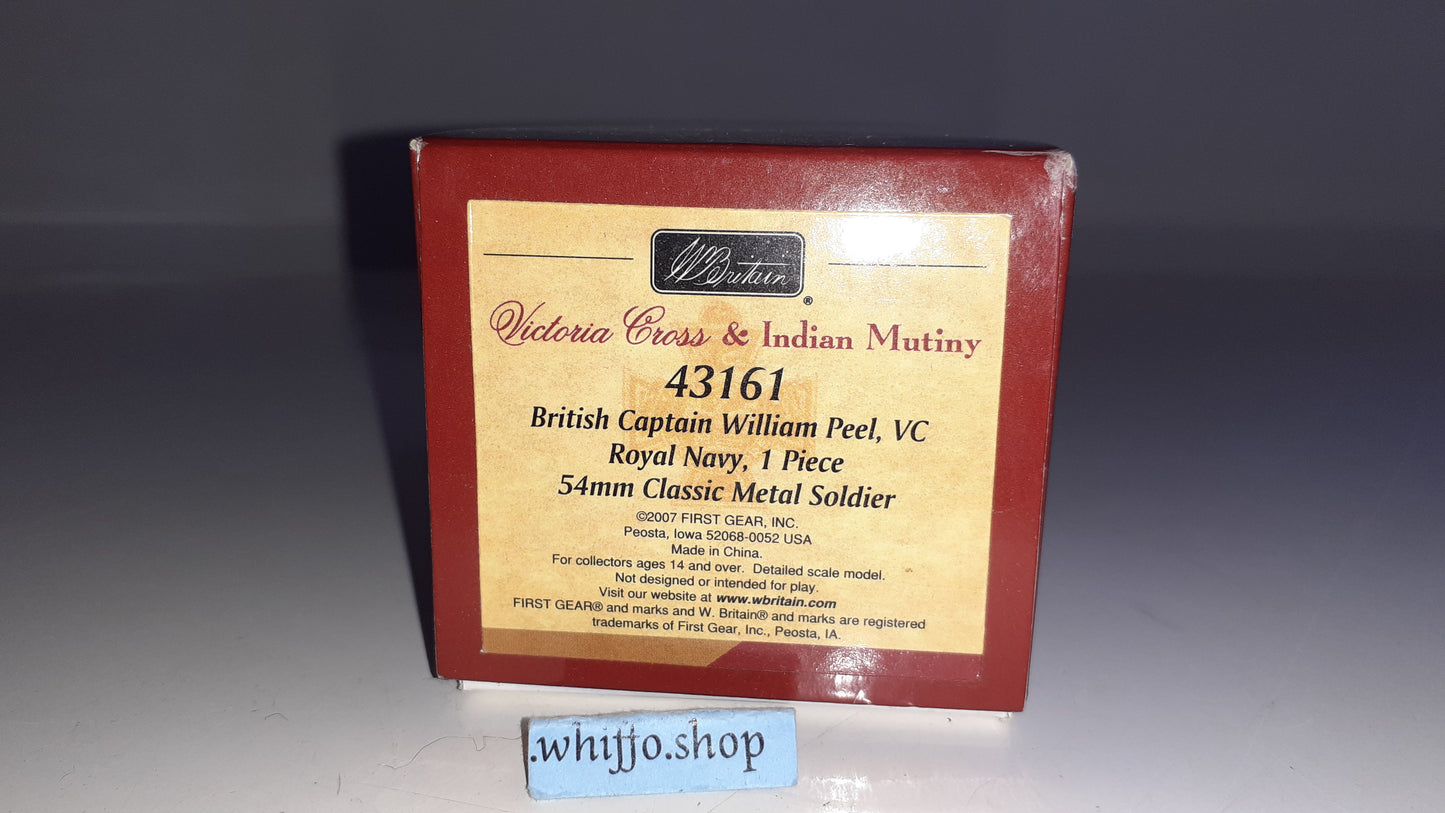 W Britain
®
Victoria Cross & Indian Mutiny
43161
British Captain William Peel, VC
Royal Navy, 1 Piece
54mm Classic Metal Soldier
©2007 FIRST GEAR, INC.
Peosta, Iowa 52068-0052 USA
Made in China.
For collectors ages 14 and over. Detailed scale model.
Not designed or intended for play.
Visit our website at www.wbritain.com
FIRST GEAR® and marks and W. Britain® and marks are registered
trademarks of First Gear, Inc., Peosta, IA.
.whiffo.shop